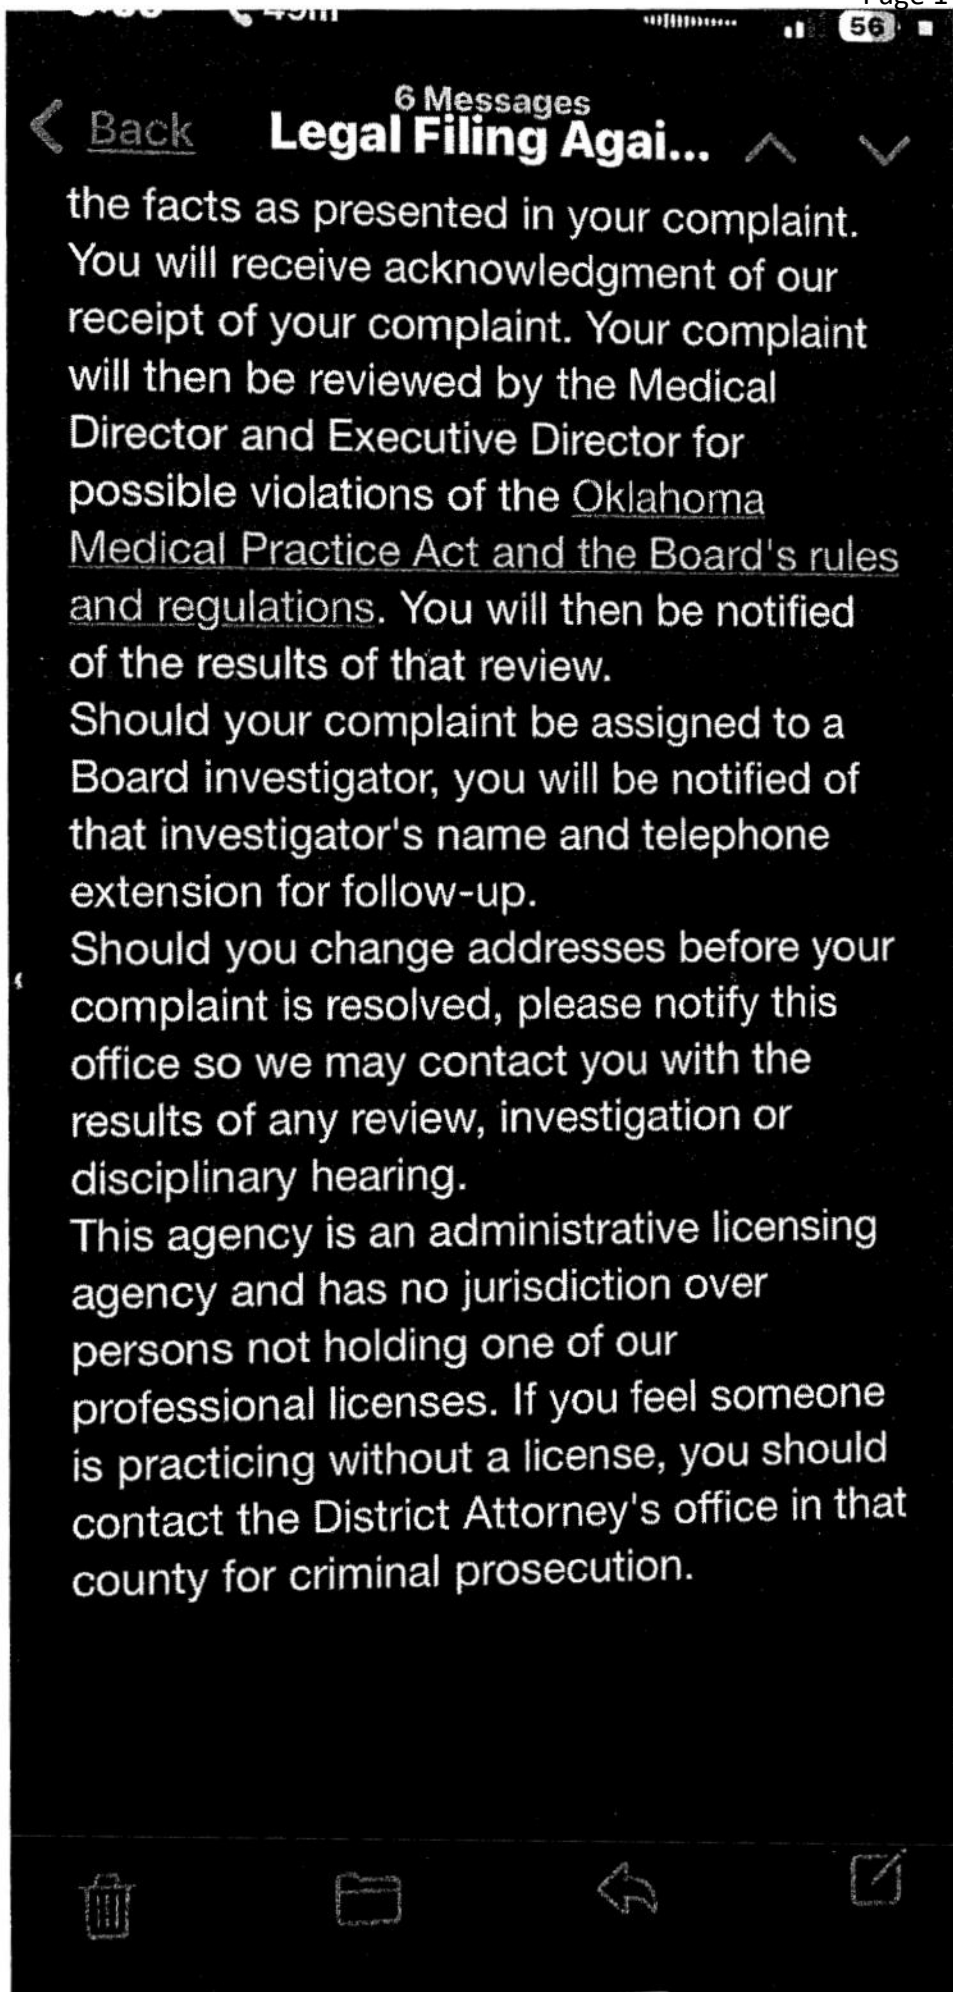 Page 1
49m
56
6 Messages
Back
Legal Filing Agai...
the facts as presented in your complaint.
You will receive acknowledgment of our
receipt of your complaint. Your complaint
will then be reviewed by the Medical
Director and Executive Director for
possible violations of the Oklahoma
Medical Practice Act and the Board's rules
and regulations. You will then be notified
of the results of that review.
Should your complaint be assigned to a
Board investigator, you will be notified of
that investigator's name and telephone
extension for follow-up.
Should you change addresses before your
complaint is resolved, please notify this
office so we may contact you with the
results of any review, investigation or
disciplinary hearing.
This agency is an administrative licensing
agency and has no jurisdiction over
persons not holding one of our
professional licenses. If you feel someone
is practicing without a license, you should
contact the District Attorney's office in that
county for criminal prosecution.